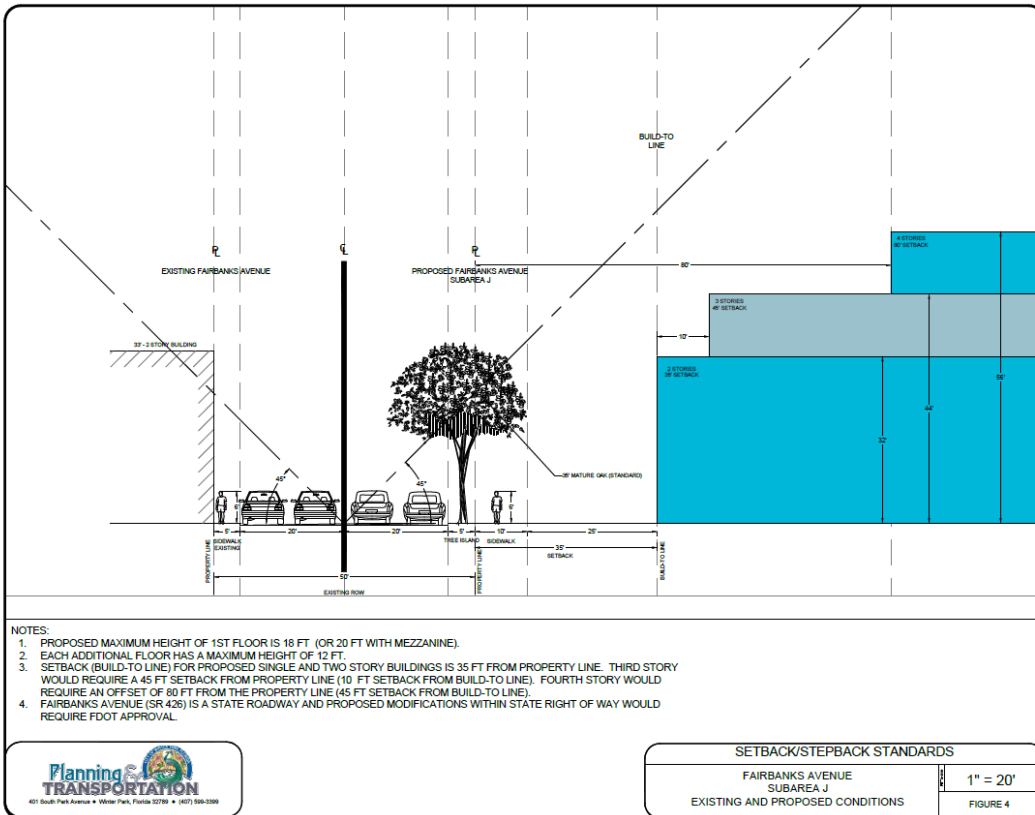 BUILD-TO
LINE
PL
CL
PL
EXISTING FAIRBANKS AVENUE
PROPOSED FAIRBANKS AVENUE
SUBAREA J
4 STORIES
80' SETBACK
80'
3 STORIES
45' SETBACK
10'
33' - 2 STORY BUILDING
2 STORIES
35' SETBACK
56'
44'
32'
35' MATURE OAK (STANDARD)
45°
45°
6'
6'
5'
20'
20'
5'
10'
25'
SIDEWALK
EXISTING
TREE ISLAND
SIDEWALK
35'
SETBACK
PROPERTY LINE
PROPERTY LINE
BUILD-TO LINE
50'
EXISTING ROW
NOTES:
1. PROPOSED MAXIMUM HEIGHT OF 1ST FLOOR IS 18 FT (OR 20 FT WITH MEZZANINE).
2. EACH ADDITIONAL FLOOR HAS A MAXIMUM HEIGHT OF 12 FT.
3. SETBACK (BUILD-TO LINE) FOR PROPOSED SINGLE AND TWO STORY BUILDINGS IS 35 FT FROM PROPERTY LINE. THIRD STORY
WOULD REQUIRE A 45 FT SETBACK FROM PROPERTY LINE (10 FT SETBACK FROM BUILD-TO LINE). FOURTH STORY WOULD
REQUIRE AN OFFSET OF 80 FT FROM THE PROPERTY LINE (45 FT SETBACK FROM BUILD-TO LINE).
4. FAIRBANKS AVENUE (SR 426) IS A STATE ROADWAY AND PROPOSED MODIFICATIONS WITHIN STATE RIGHT OF WAY WOULD
REQUIRE FDOT APPROVAL.
Planning &
TRANSPORTATION
401 South Park Avenue • Winter Park, Florida 32789 • (407) 599-3399
SETBACK/STEPBACK STANDARDS
FAIRBANKS AVENUE
SUBAREA J
EXISTING AND PROPOSED CONDITIONS
1" = 20'
FIGURE 4